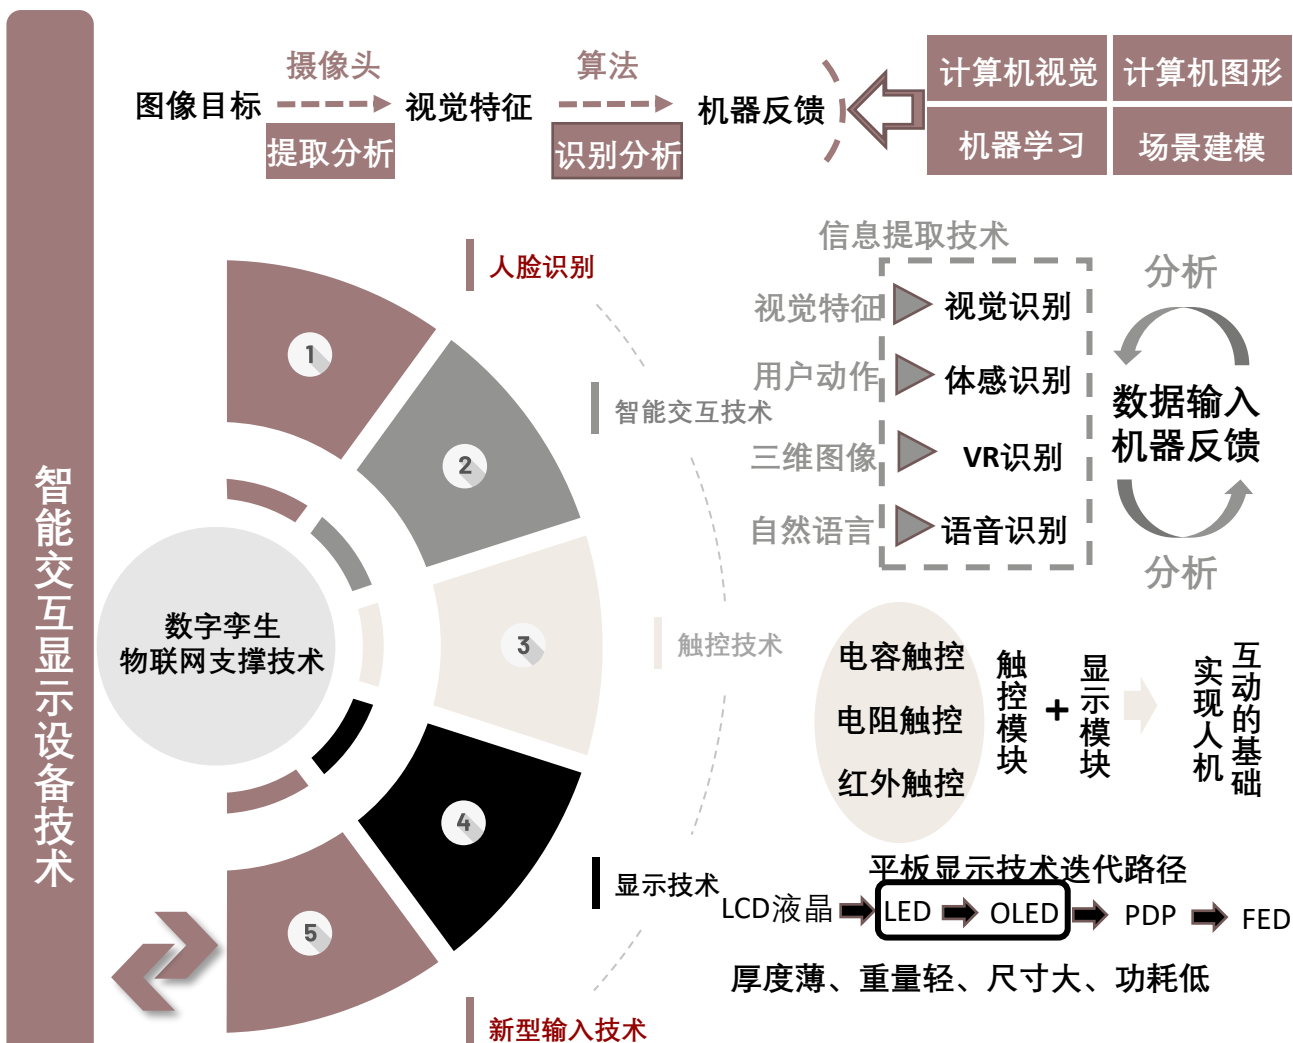 智能交互显示设备技术
摄像头
算法
图像目标
视觉特征
机器反馈
提取分析
识别分析
计算机视觉
计算机图形
机器学习
场景建模
人脸识别
智能交互技术
触控技术
显示技术
新型输入技术
1
2
3
4
5
数字孪生
物联网支撑技术
信息提取技术
视觉特征
视觉识别
用户动作
体感识别
三维图像
VR识别
自然语言
语音识别
分析
数据输入
机器反馈
分析
电容触控
电阻触控
红外触控
触控模块
+
显示模块
实现人机
互动的基础
平板显示技术迭代路径
LCD液晶
LED
OLED
PDP
FED
厚度薄、重量轻、尺寸大、功耗低